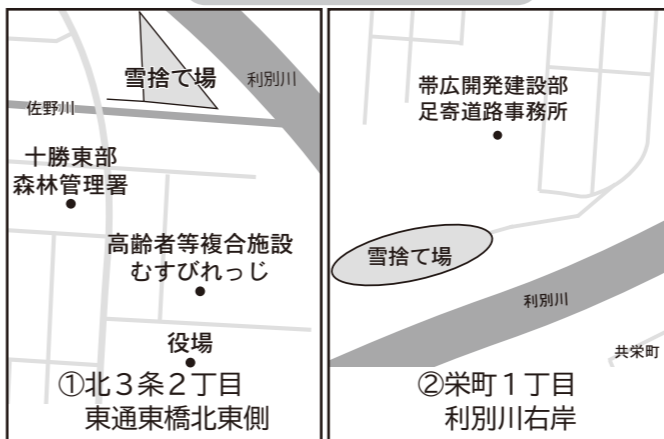 雪捨て場
利別川
佐野川
十勝東部
森林管理署
高齢者等複合施設
むすびれっじ
役場
①北3条2丁目
東通東橋北東側
帯広開発建設部
足寄道路事務所
雪捨て場
利別川
共栄町
②栄町1丁目
利別川右岸